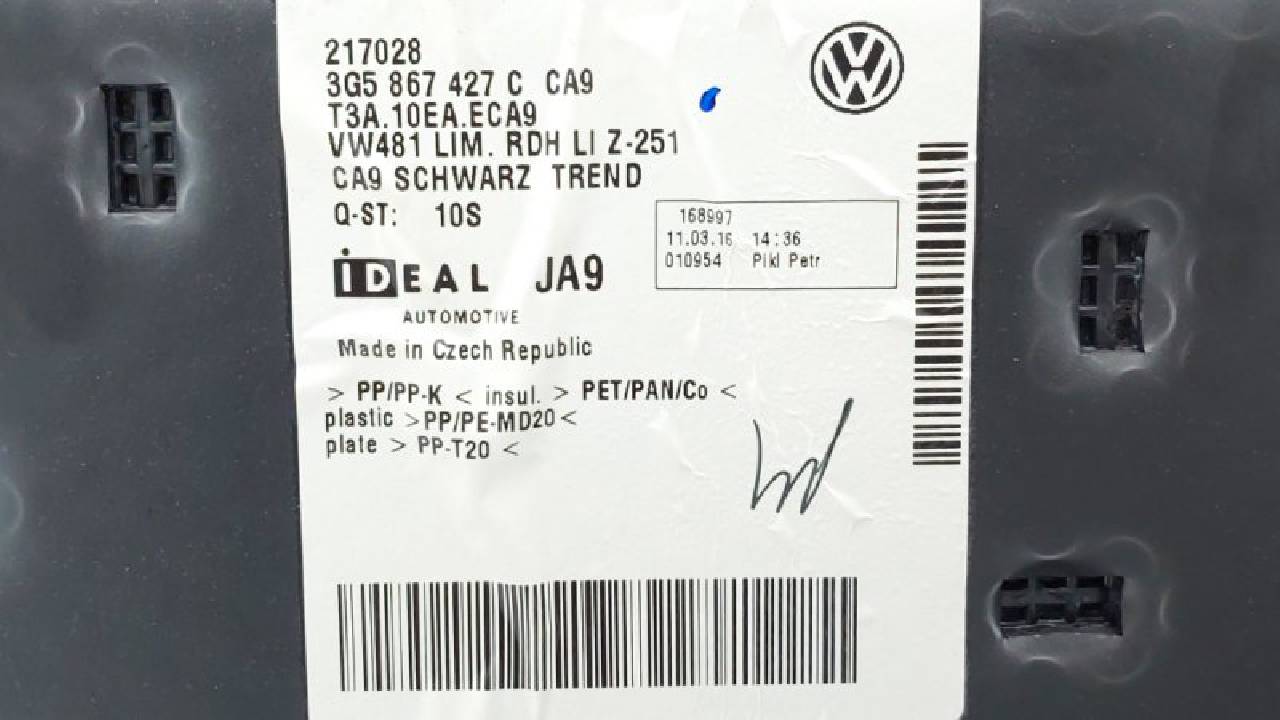 217028
3G5 867 427 C CA9
T3A.10EA.ECA9
VW481 LIM. RDH LI Z-251
CA9 SCHWARZ TREND
Q-ST: 10S
168997
11.03.16 14:36
010954 Pikl Petr
iDEAL JA9
AUTOMOTIVE
Made in Czech Republic
> PP/PP-K < insul. > PET/PAN/Co <
plastic >PP/PE-MD20<
plate > PP-T20 <